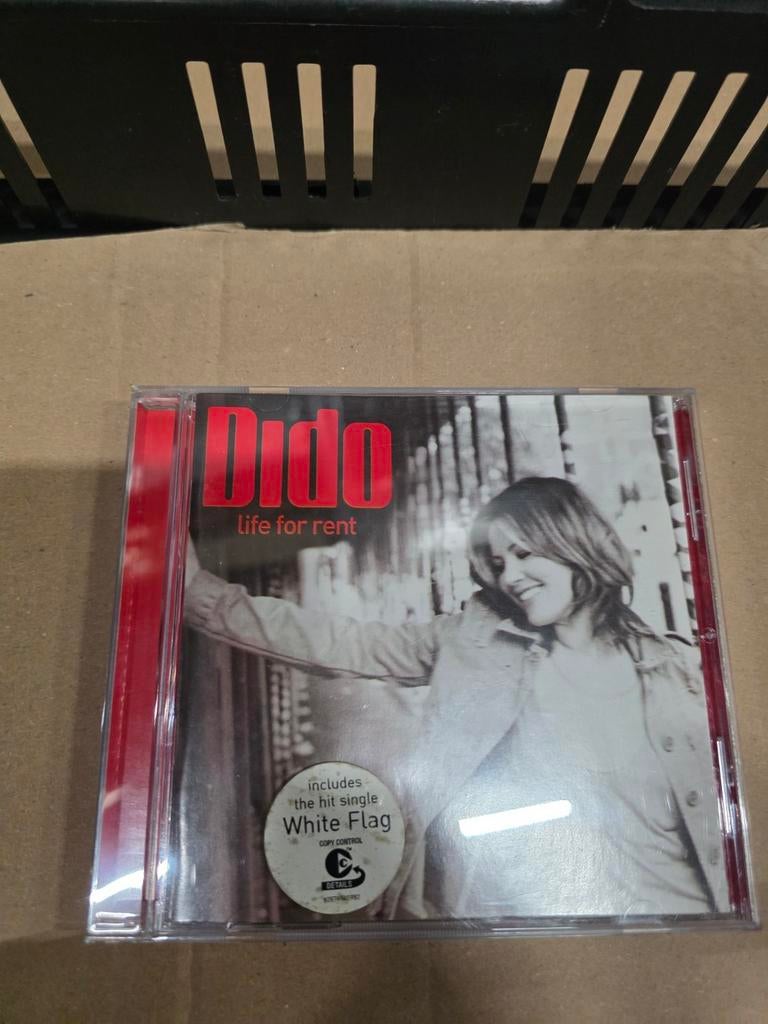 Dido
life for rent
includes
the hit single
White Flag
COPY CONTROL
DETAILS